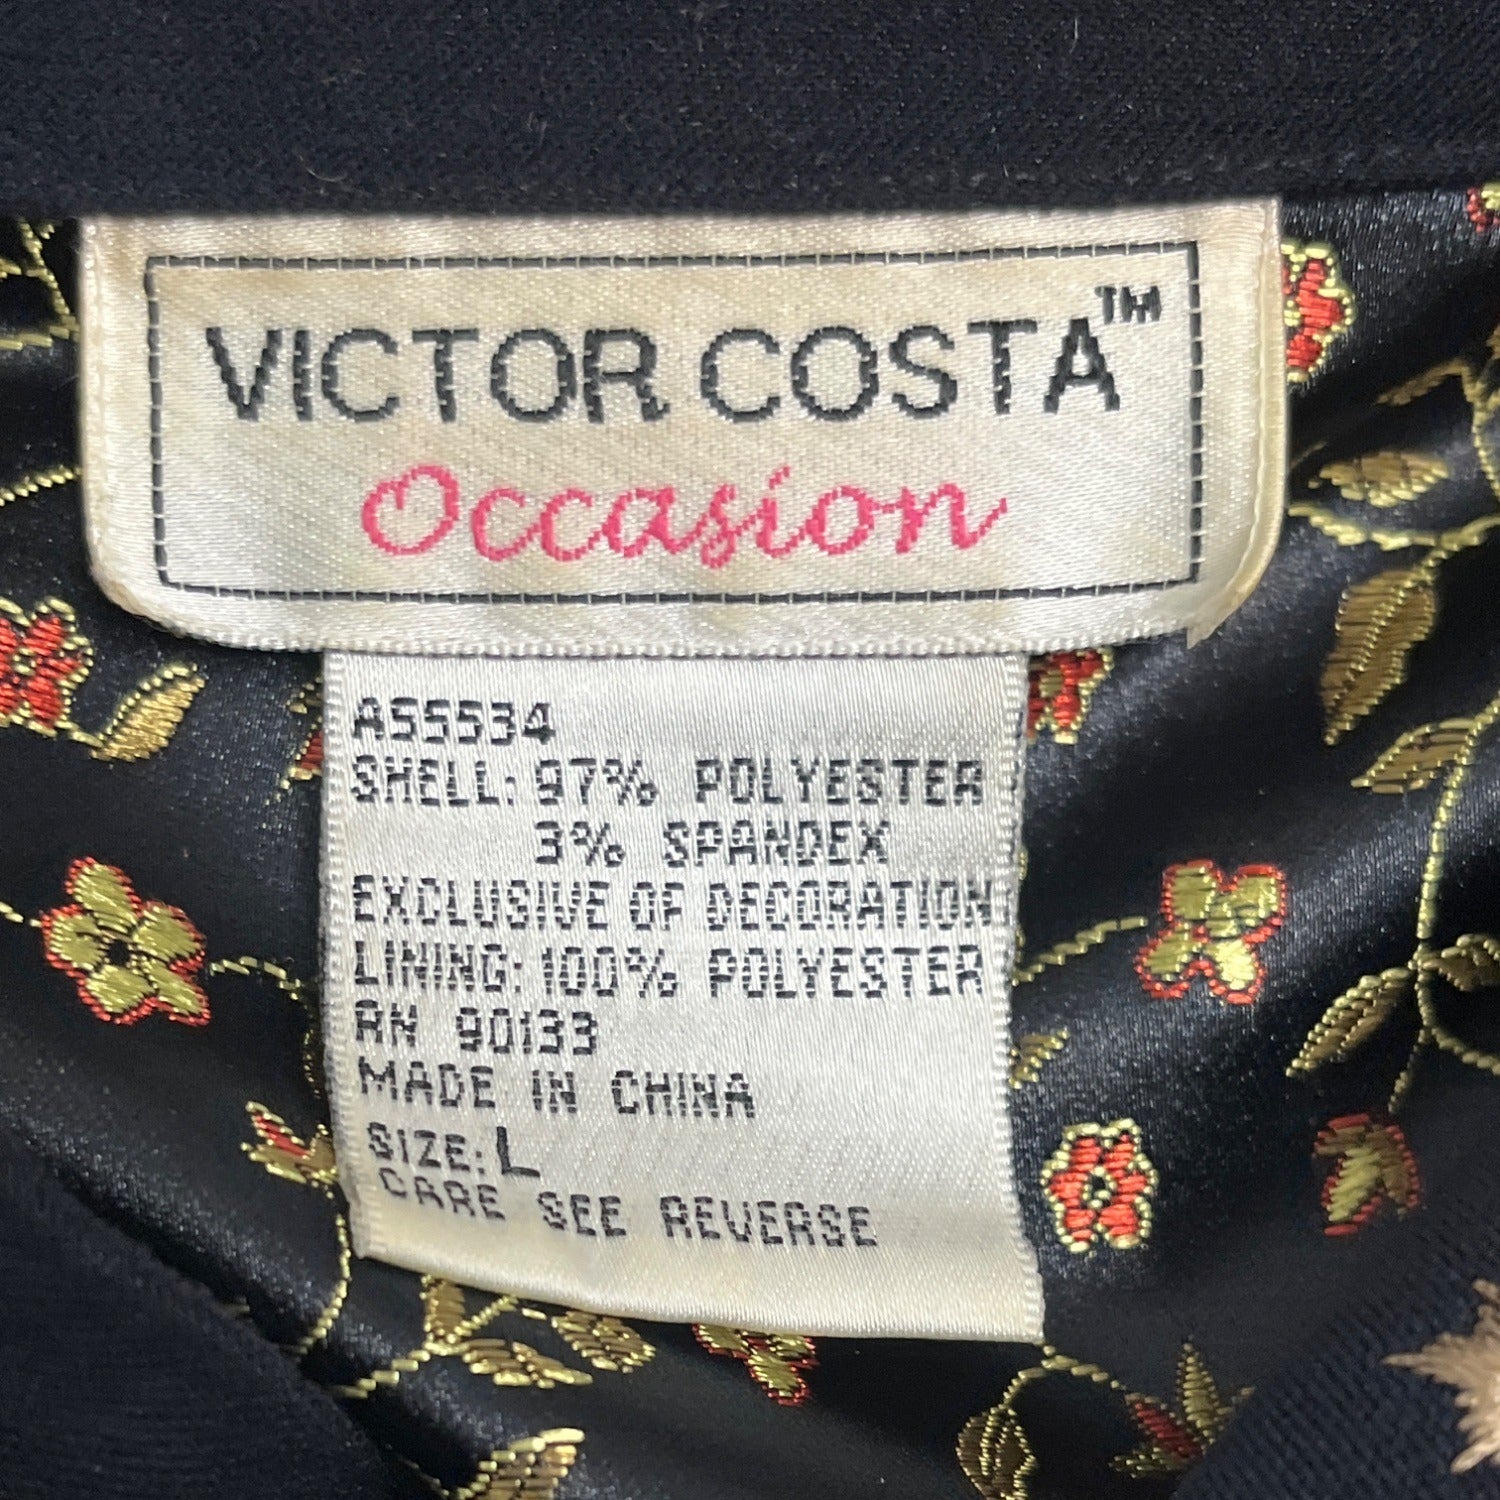 VICTOR COSTA™
Occasion
A55534
SHELL: 97% POLYESTER
3% SPANDEX
EXCLUSIVE OF DECORATION
LINING: 100% POLYESTER
RN 90133
MADE IN CHINA
SIZE: L
CARE SEE REVERSE